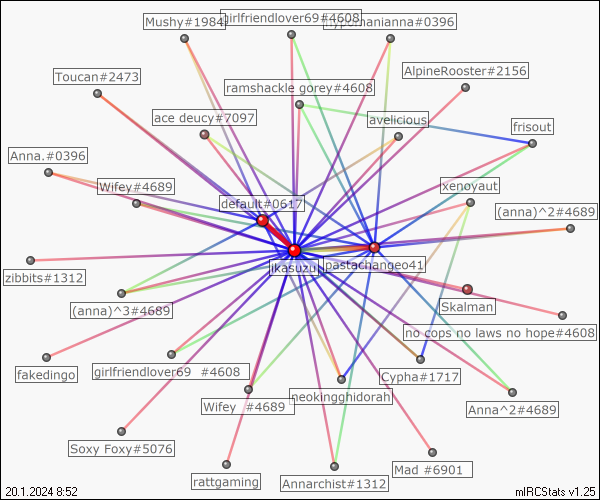 Mushy#1984
girlfriendlover69#4608
hypomanianna#0396
Toucan#2473
ramshackle gorey#4608
AlpineRooster#2156
ace deucy#7097
avelicious
frisout
Anna.#0396
Wifey#4689
xenoyaut
default#0617
(anna)^2#4689
ikasuzu
pastachangeo41
zibbits#1312
(anna)^3#4689
Skalman
no cops no laws no hope#4608
fakedingo
girlfriendlover69 #4608
Cypha#1717
Wifey #4689
neokingghidorah
Anna^2#4689
Soxy Foxy#5076
rattgaming
Annarchist#1312
Mad #6901
20.1.2024 8:52
mIRCStats v1.25